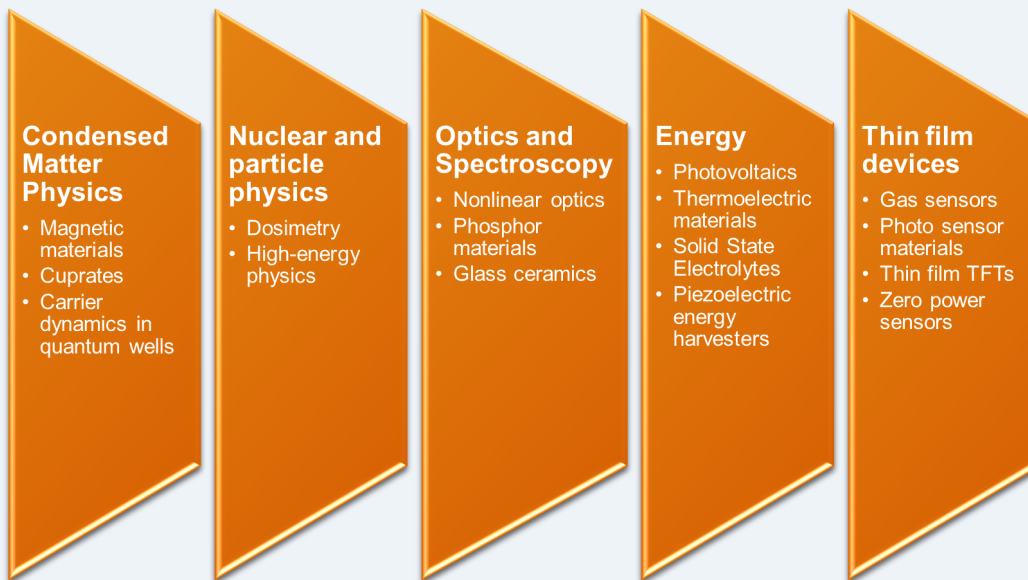 Condensed
Matter
Physics
• Magnetic
materials
• Cuprates
• Carrier
dynamics in
quantum wells
Nuclear and
particle
physics
• Dosimetry
• High-energy
physics
Optics and
Spectroscopy
• Nonlinear optics
• Phosphor
materials
• Glass ceramics
Energy
• Photovoltaics
• Thermoelectric
materials
• Solid State
Electrolytes
• Piezoelectric
energy
harvesters
Thin film
devices
• Gas sensors
• Photo sensor
materials
• Thin film TFTs
• Zero power
sensors